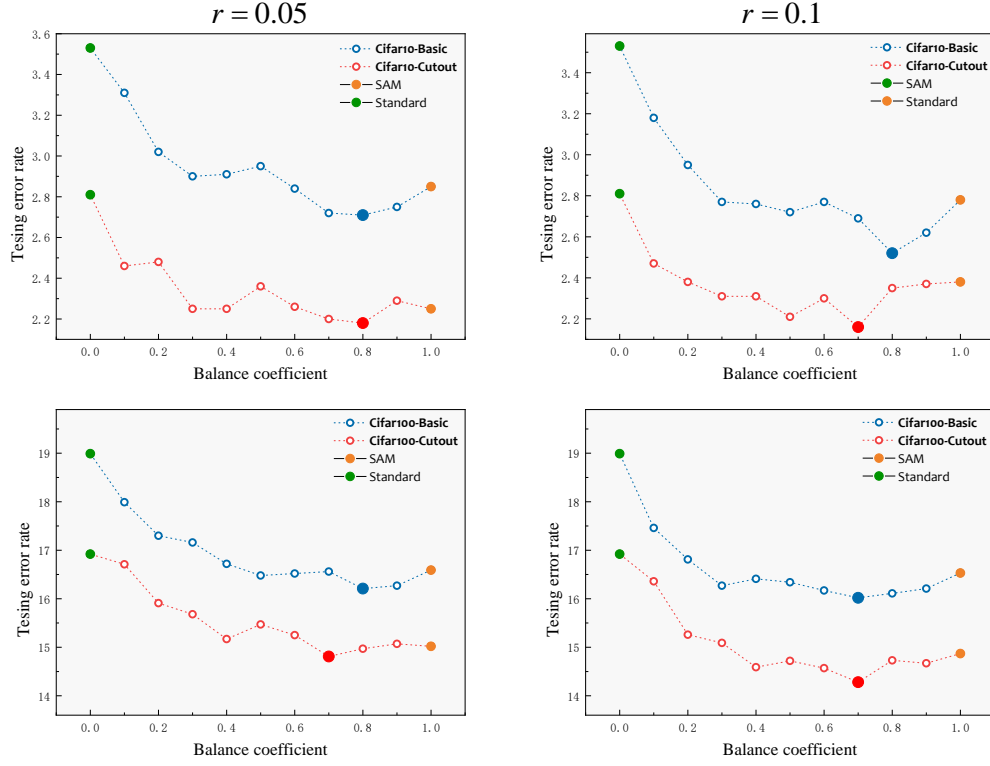 r = 0.05
3.6
3.4
3.2
3.0
2.8
2.6
2.4
2.2
Tesing error rate
0.0 0.2 0.4 0.6 0.8 1.0
Balance coefficient
Cifar10-Basic
Cifar10-Cutout
SAM
Standard
r = 0.1
3.4
3.2
3.0
2.8
2.6
2.4
2.2
Tesing error rate
0.0 0.2 0.4 0.6 0.8 1.0
Balance coefficient
Cifar10-Basic
Cifar10-Cutout
SAM
Standard
19
18
17
16
15
14
Tesing error rate
0.0 0.2 0.4 0.6 0.8 1.0
Balance coefficient
Cifar100-Basic
Cifar100-Cutout
SAM
Standard
19
18
17
16
15
14
Tesing error rate
0.0 0.2 0.4 0.6 0.8 1.0
Balance coefficient
Cifar100-Basic
Cifar100-Cutout
SAM
Standard